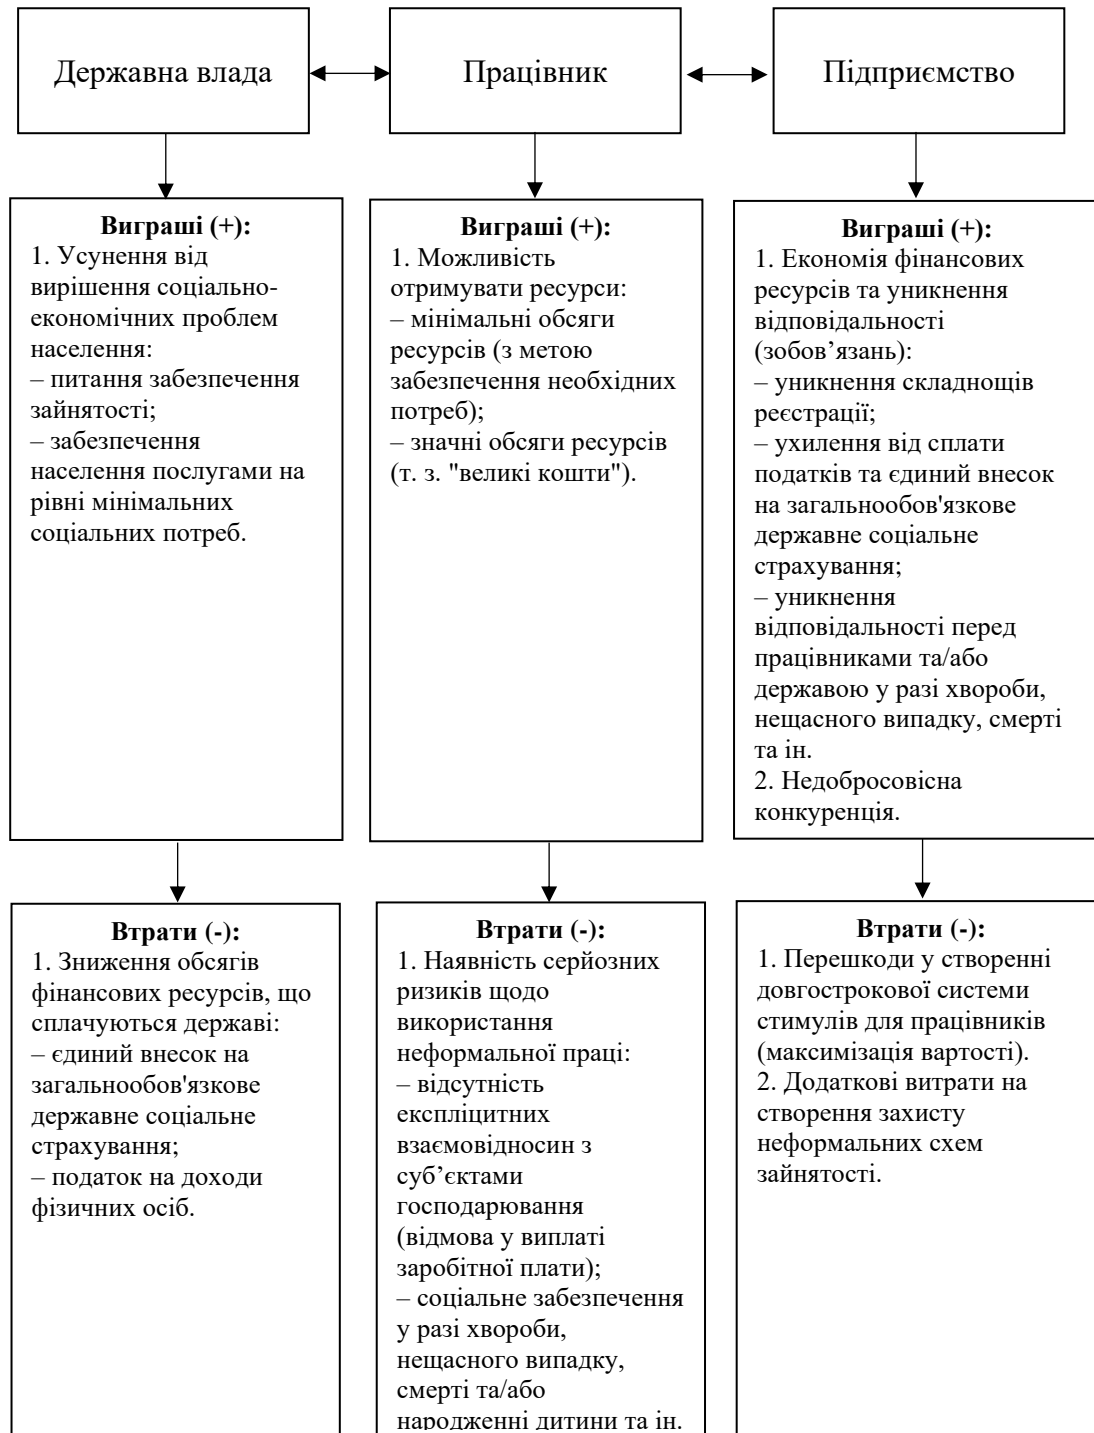 Державна влада
Працівник
Підприємство
Виграші (+):
1. Усунення від
вирішення соціально-
економічних проблем
населення:
– питання забезпечення
зайнятості;
– забезпечення
населення послугами на
рівні мінімальних
соціальних потреб.
Виграші (+):
1. Можливість
отримувати ресурси:
– мінімальні обсяги
ресурсів (з метою
забезпечення необхідних
потреб);
– значні обсяги ресурсів
(т. з. "великі кошти").
Виграші (+):
1. Економія фінансових
ресурсів та уникнення
відповідальності
(зобов’язань):
– уникнення складнощів
реєстрації;
– ухилення від сплати
податків та єдиний внесок
на загальнообов'язкове
державне соціальне
страхування;
– уникнення
відповідальності перед
працівниками та/або
державою у разі хвороби,
нещасного випадку, смерті
та ін.
2. Недобросовісна
конкуренція.
Втрати (-):
1. Зниження обсягів
фінансових ресурсів, що
сплачуються державі:
– єдиний внесок на
загальнообов'язкове
державне соціальне
страхування;
– податок на доходи
фізичних осіб.
Втрати (-):
1. Наявність серйозних
ризиків щодо
використання
неформальної праці:
– відсутність
експліцитних
взаємовідносин з
суб’єктами
господарювання
(відмова у виплаті
заробітної плати);
– соціальне забезпечення
у разі хвороби,
нещасного випадку,
смерті та/або
народженні дитини та ін.
Втрати (-):
1. Перешкоди у створенні
довгострокової системи
стимулів для працівників
(максимізація вартості).
2. Додаткові витрати на
створення захисту
неформальних схем
зайнятості.